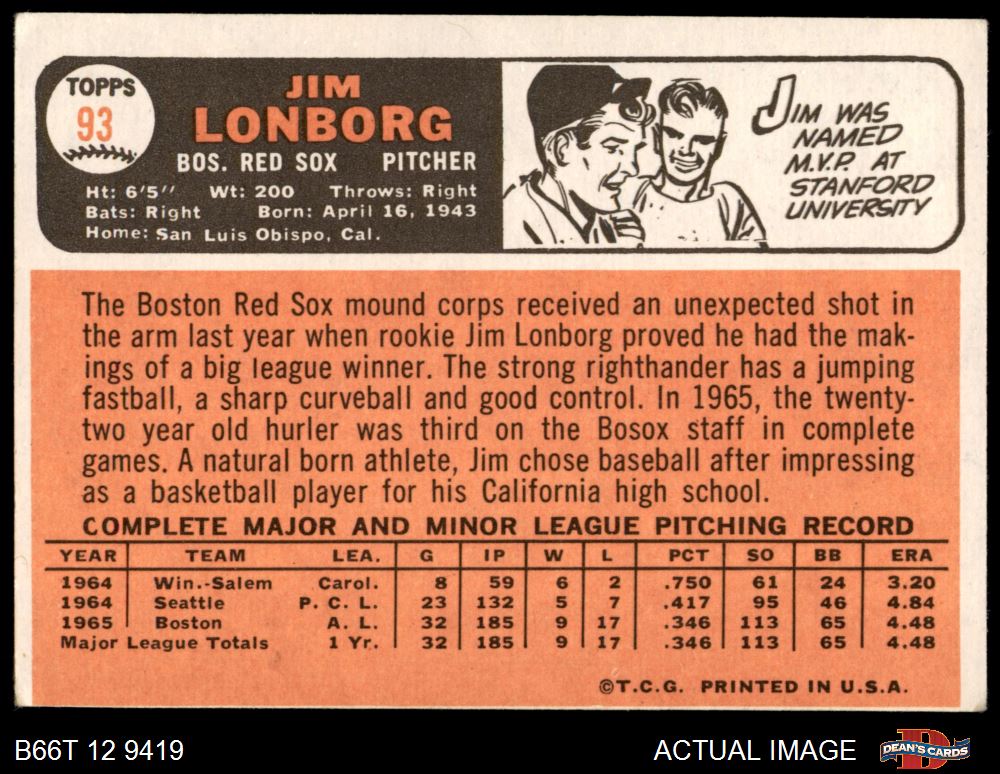 TOPPS
93
JIM
LONBORG
BOS. RED SOX PITCHER
Ht: 6'5" Wt: 200 Throws: Right
Bats: Right Born: April 16, 1943
Home: San Luis Obispo, Cal.
JIM WAS
NAMED
M.V.P. AT
STANFORD
UNIVERSITY
The Boston Red Sox mound corps received an unexpected shot in
the arm last year when rookie Jim Lonborg proved he had the mak-
ings of a big league winner. The strong righthander has a jumping
fastball, a sharp curveball and good control. In 1965, the twenty-
two year old hurler was third on the Bosox staff in complete
games. A natural born athlete, Jim chose baseball after impressing
as a basketball player for his California high school.
COMPLETE MAJOR AND MINOR LEAGUE PITCHING RECORD
YEAR TEAM LEA. G IP W L PCT SO BB ERA
1964 Win.-Salem Carol. 8 59 6 2 .750 61 24 3.20
1964 Seattle P. C. L. 23 132 5 7 .417 95 46 4.84
1965 Boston A. L. 32 185 9 17 .346 113 65 4.48
Major League Totals 1 Yr. 32 185 9 17 .346 113 65 4.48
©T.C.G. PRINTED IN U.S.A.
B66T 12 9419 ACTUAL IMAGE DEAN'S CARDS